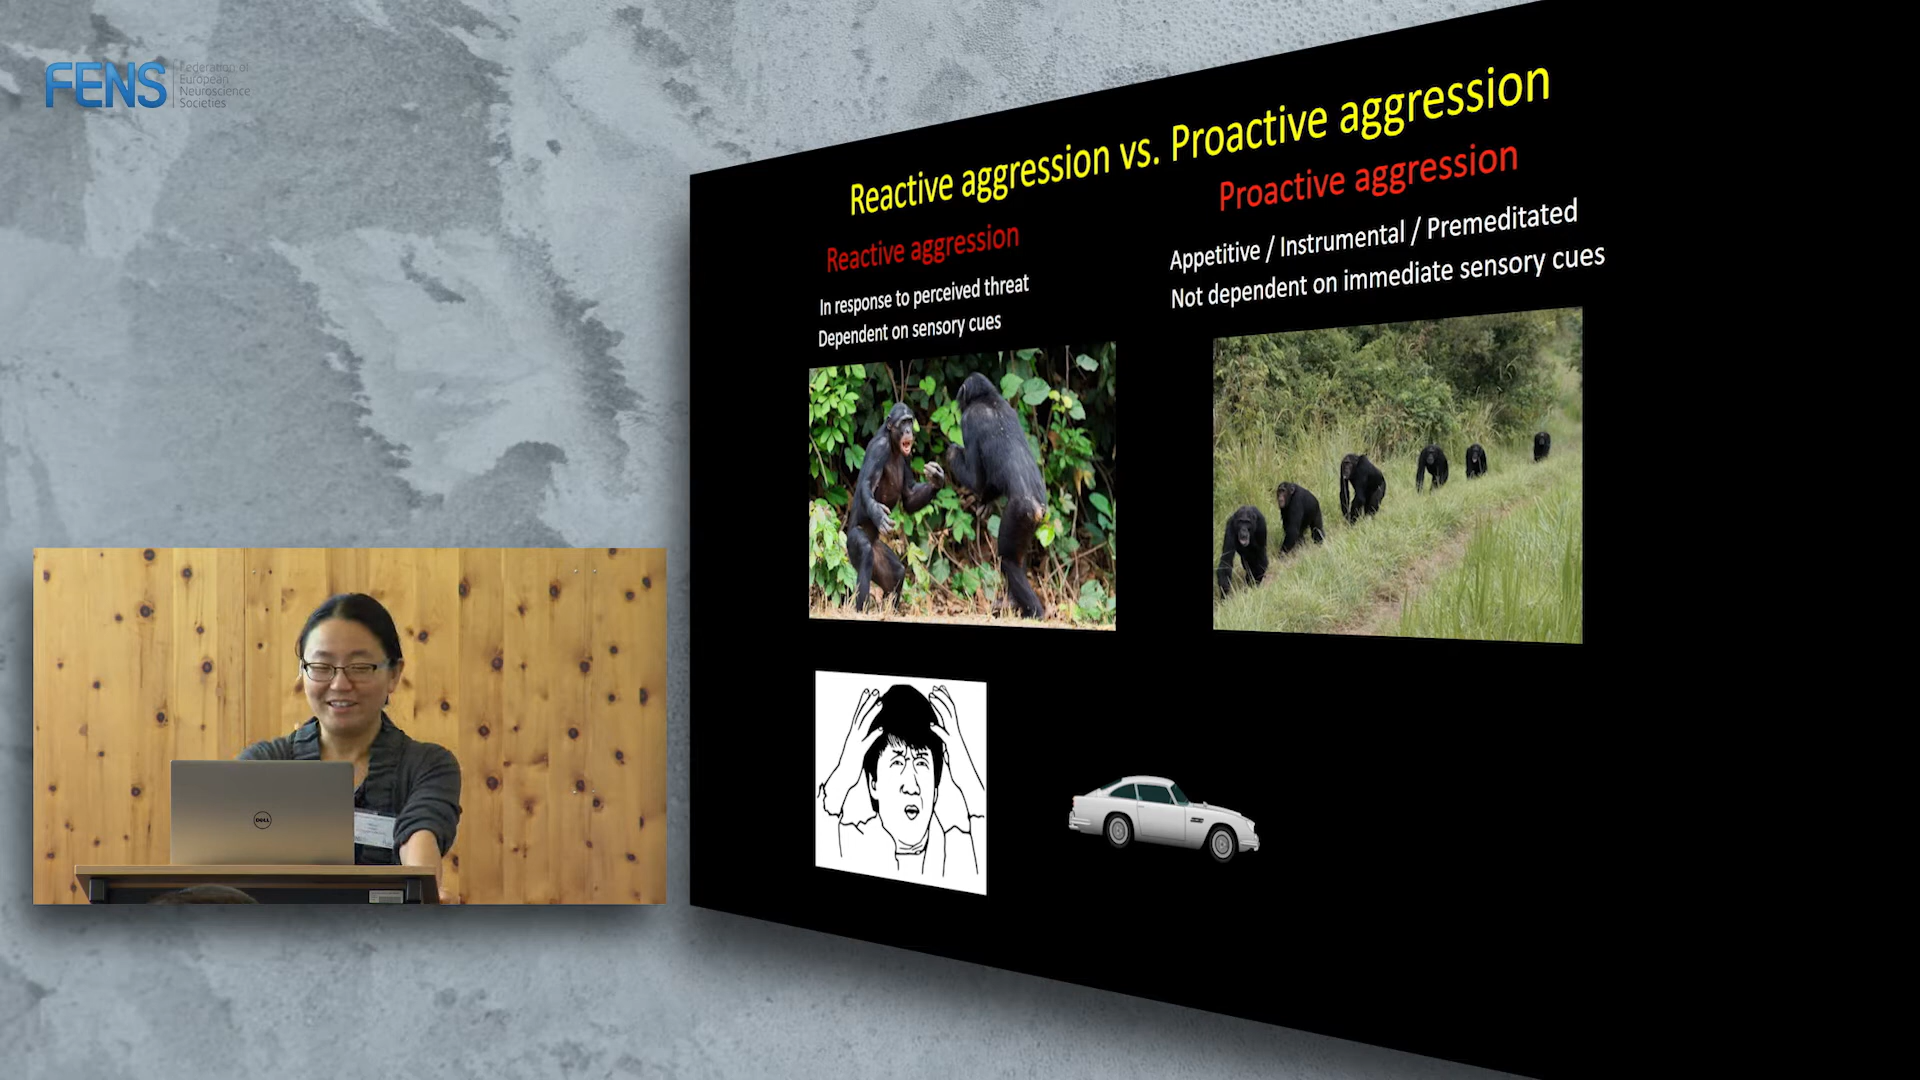 FENS
Federation of
European
Neuroscience
Societies
Reactive aggression vs. Proactive aggression
Reactive aggression
In response to perceived threat
Dependent on sensory cues
Proactive aggression
Appetitive / Instrumental / Premeditated
Not dependent on immediate sensory cues
DELL